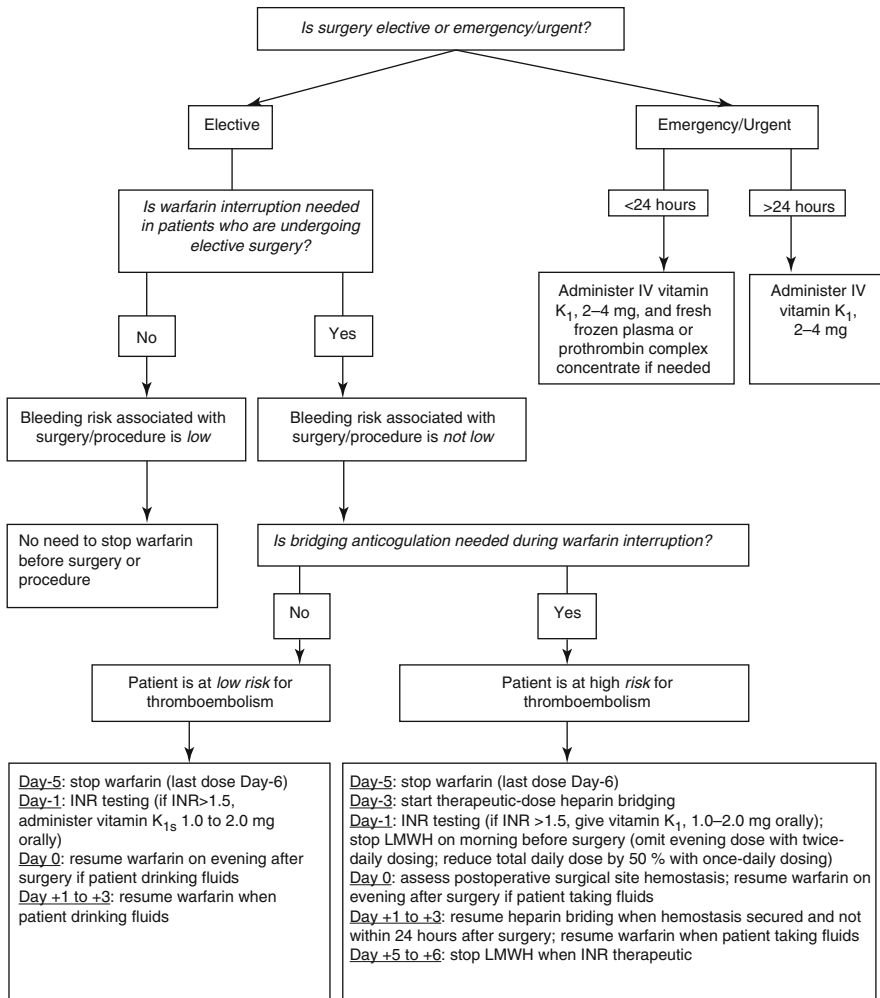 Is surgery elective or emergency/urgent?
Elective
Emergency/Urgent
Is warfarin interruption needed
in patients who are undergoing
elective surgery?
<24 hours
>24 hours
Administer IV vitamin
K1, 2–4 mg, and fresh
frozen plasma or
prothrombin complex
concentrate if needed
Administer IV
vitamin K1,
2–4 mg
No
Yes
Bleeding risk associated with
surgery/procedure is low
Bleeding risk associated with
surgery/procedure is not low
No need to stop warfarin
before surgery or
procedure
Is bridging anticogulation needed during warfarin interruption?
No
Yes
Patient is at low risk for
thromboembolism
Patient is at high risk for
thromboembolism
Day-5: stop warfarin (last dose Day-6)
Day-1: INR testing (if INR>1.5,
administer vitamin K1s 1.0 to 2.0 mg
orally)
Day 0: resume warfarin on evening after
surgery if patient drinking fluids
Day +1 to +3: resume warfarin when
patient drinking fluids
Day-5: stop warfarin (last dose Day-6)
Day-3: start therapeutic-dose heparin bridging
Day-1: INR testing (if INR >1.5, give vitamin K1, 1.0–2.0 mg orally);
stop LMWH on morning before surgery (omit evening dose with twice-
daily dosing; reduce total daily dose by 50 % with once-daily dosing)
Day 0: assess postoperative surgical site hemostasis; resume warfarin on
evening after surgery if patient taking fluids
Day +1 to +3: resume heparin briding when hemostasis secured and not
within 24 hours after surgery; resume warfarin when patient taking fluids
Day +5 to +6: stop LMWH when INR therapeutic